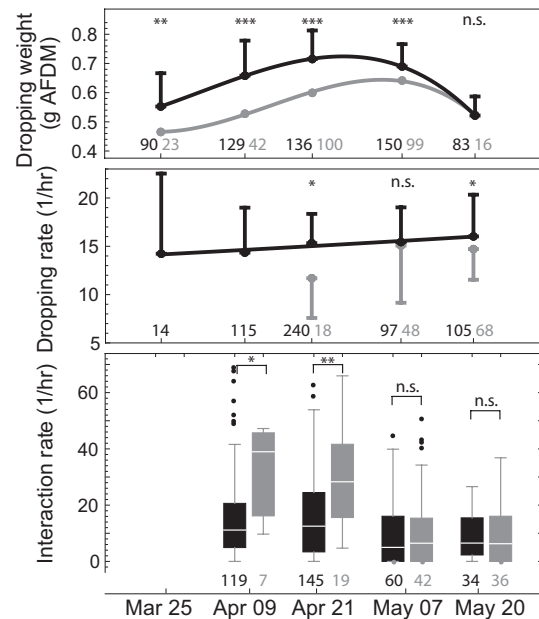 Dropping weight
(g AFDM)
** *** *** *** n.s.
0.8
0.7
0.6
0.5
0.4
90 23 129 42 136 100 150 99 83 16
Dropping rate (1/hr)
* n.s. *
20
15
10
5
14 115 240 18 97 48 105 68
Interaction rate (1/hr)
* ** n.s. n.s.
60
40
20
0
119 7 145 19 60 42 34 36
Mar 25 Apr 09 Apr 21 May 07 May 20